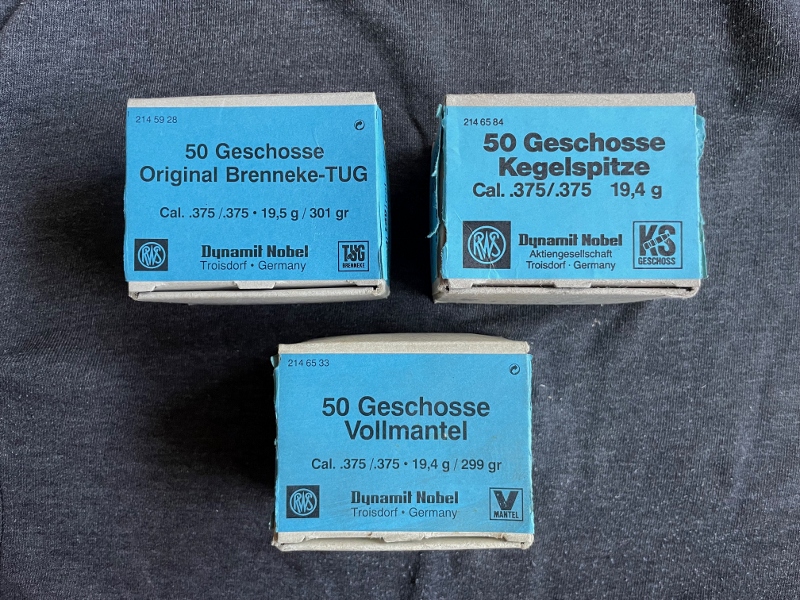 214 59 28
50 Geschosse
Original Brenneke-TUG
Cal. .375 /.375 • 19,5 g / 301 gr
RWS
Dynamit Nobel
Troisdorf • Germany
TUG
BRENNEKE
214 65 84
50 Geschosse
Kegelspitze
Cal. .375/.375 19,4 g
RWS
Dynamit Nobel
Aktiengesellschaft
Troisdorf · Germany
KS
GESCHOSS
214 65 33
50 Geschosse
Vollmantel
Cal. .375 /.375 • 19,4 g / 299 gr
RWS
Dynamit Nobel
Troisdorf • Germany
V
MANTEL